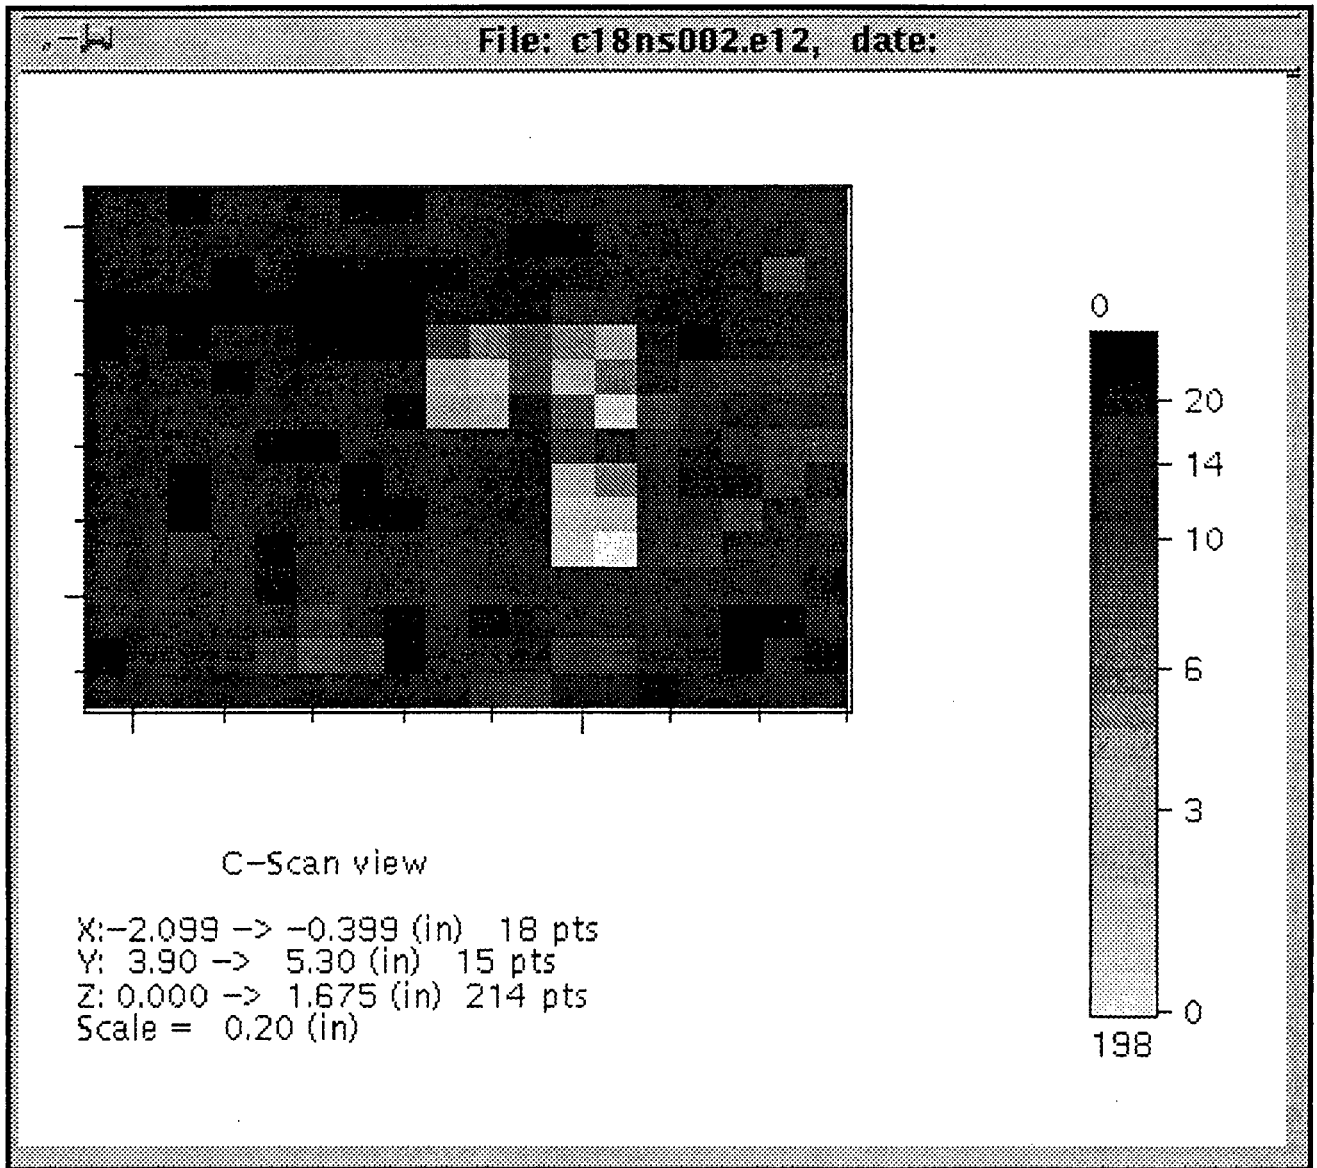 File: c18ns002.e12, date:
0
20
14
10
6
3
0
198
C-Scan view
X:-2.099 -> -0.399 (in) 18 pts
Y: 3.90 -> 5.30 (in) 15 pts
Z: 0.000 -> 1.675 (in) 214 pts
Scale = 0.20 (in)